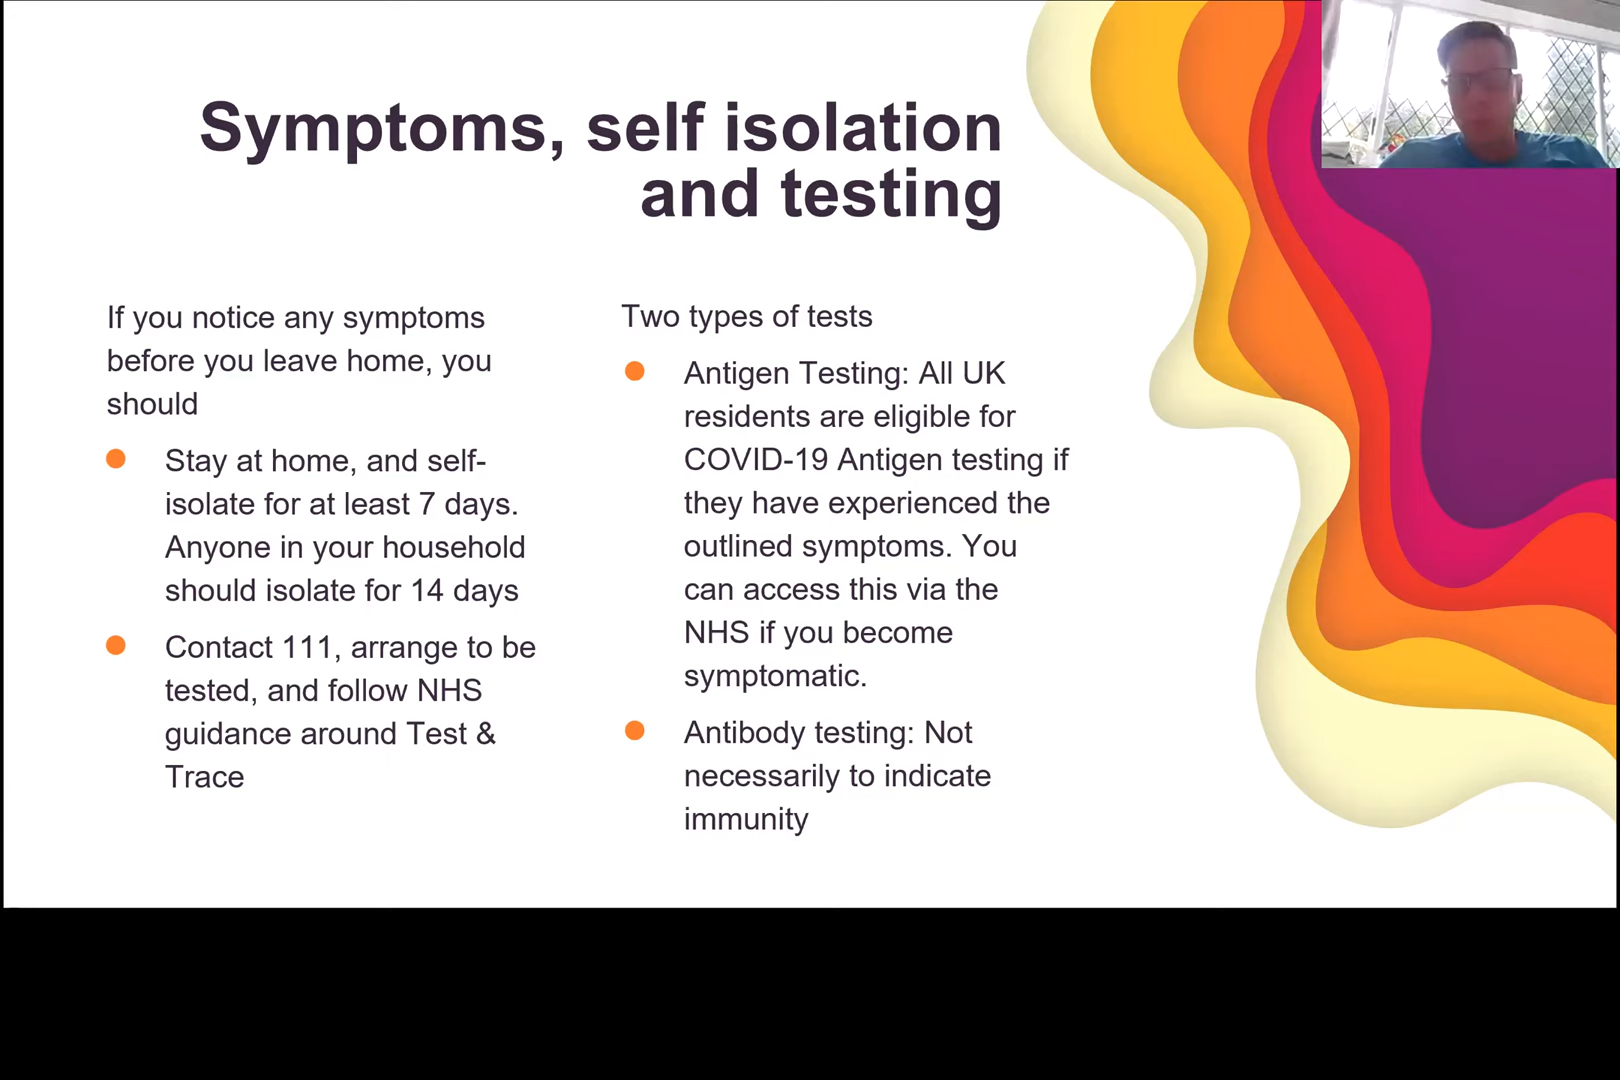 Symptoms, self isolation
and testing
If you notice any symptoms
before you leave home, you
should
Stay at home, and self-
isolate for at least 7 days.
Anyone in your household
should isolate for 14 days
Contact 111, arrange to be
tested, and follow NHS
guidance around Test &
Trace
Two types of tests
Antigen Testing: All UK
residents are eligible for
COVID-19 Antigen testing if
they have experienced the
outlined symptoms. You
can access this via the
NHS if you become
symptomatic.
Antibody testing: Not
necessarily to indicate
immunity